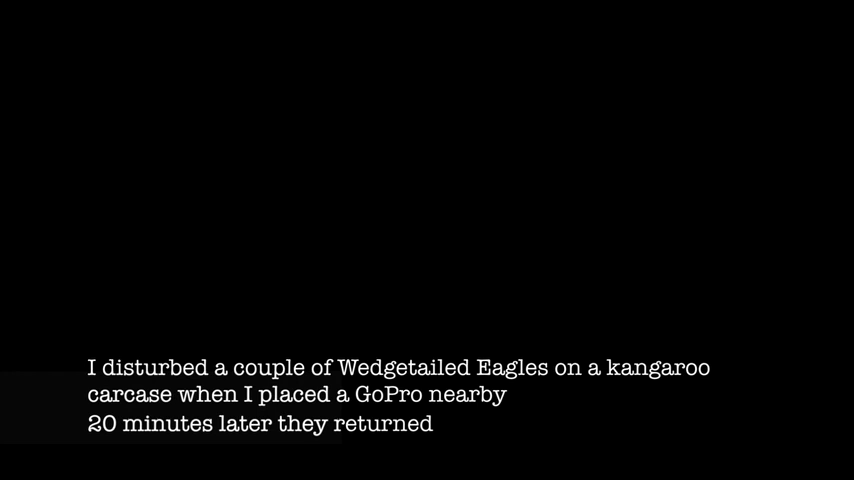 I disturbed a couple of Wedgetailed Eagles on a kangaroo
carcase when I placed a GoPro nearby
20 minutes later they returned